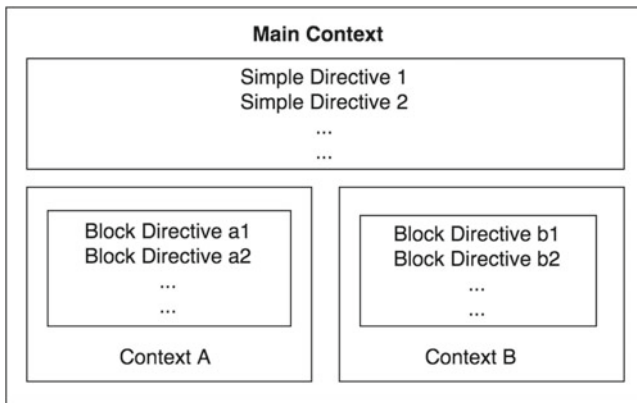 Main Context
Simple Directive 1
Simple Directive 2
...
...
Block Directive a1
Block Directive a2
...
...
Context A
Block Directive b1
Block Directive b2
...
...
Context B